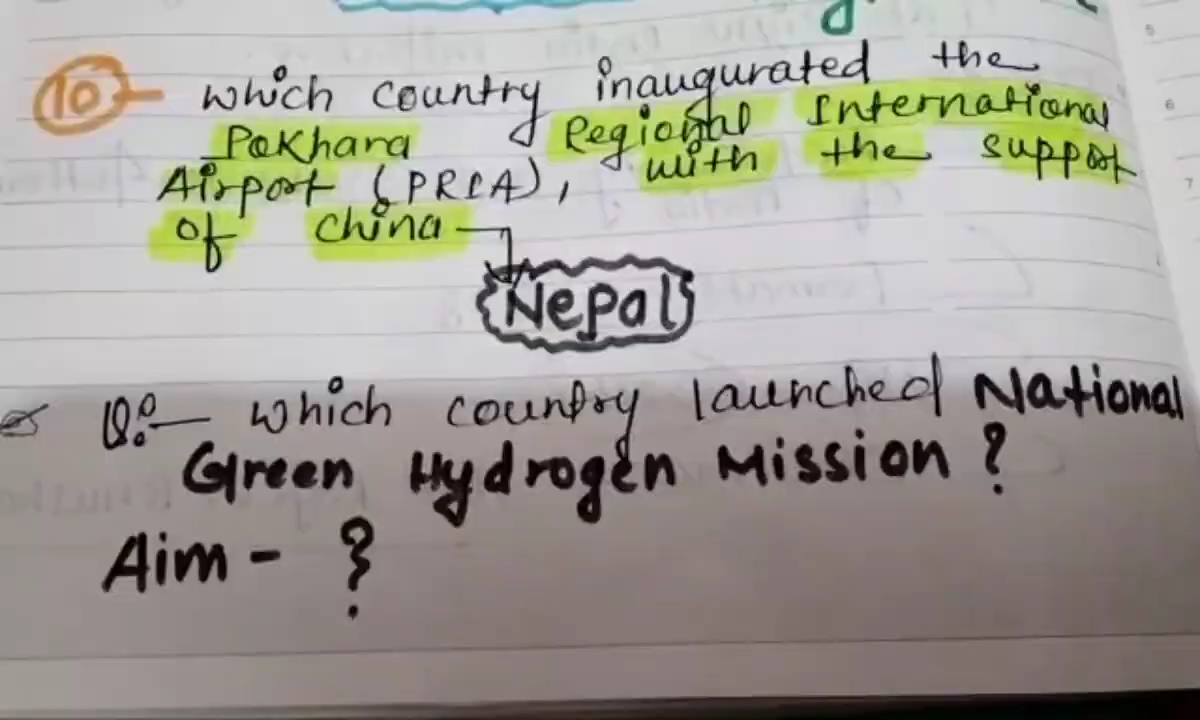 10 - which country inaugurated the
Pokhara Regional International
Airport (PRIA), with the support
of china
Nepal
Q:- which country launched National
Green Hydrogen Mission ?
Aim - ?